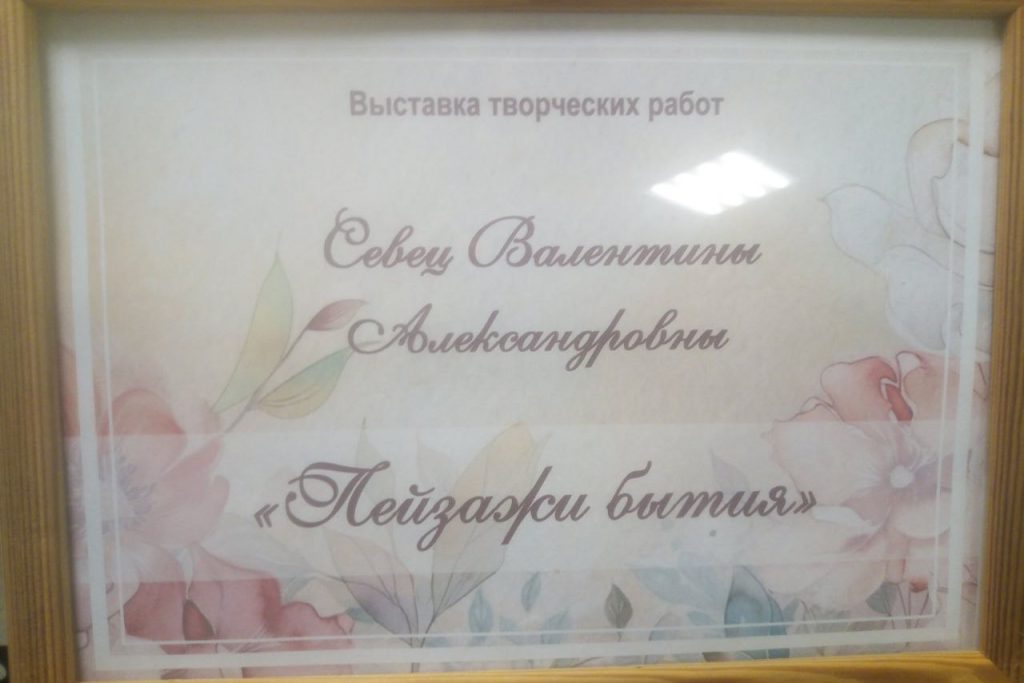 Выставка творческих работ
Севец Валентины
Александровны
«Пейзажи бытия»